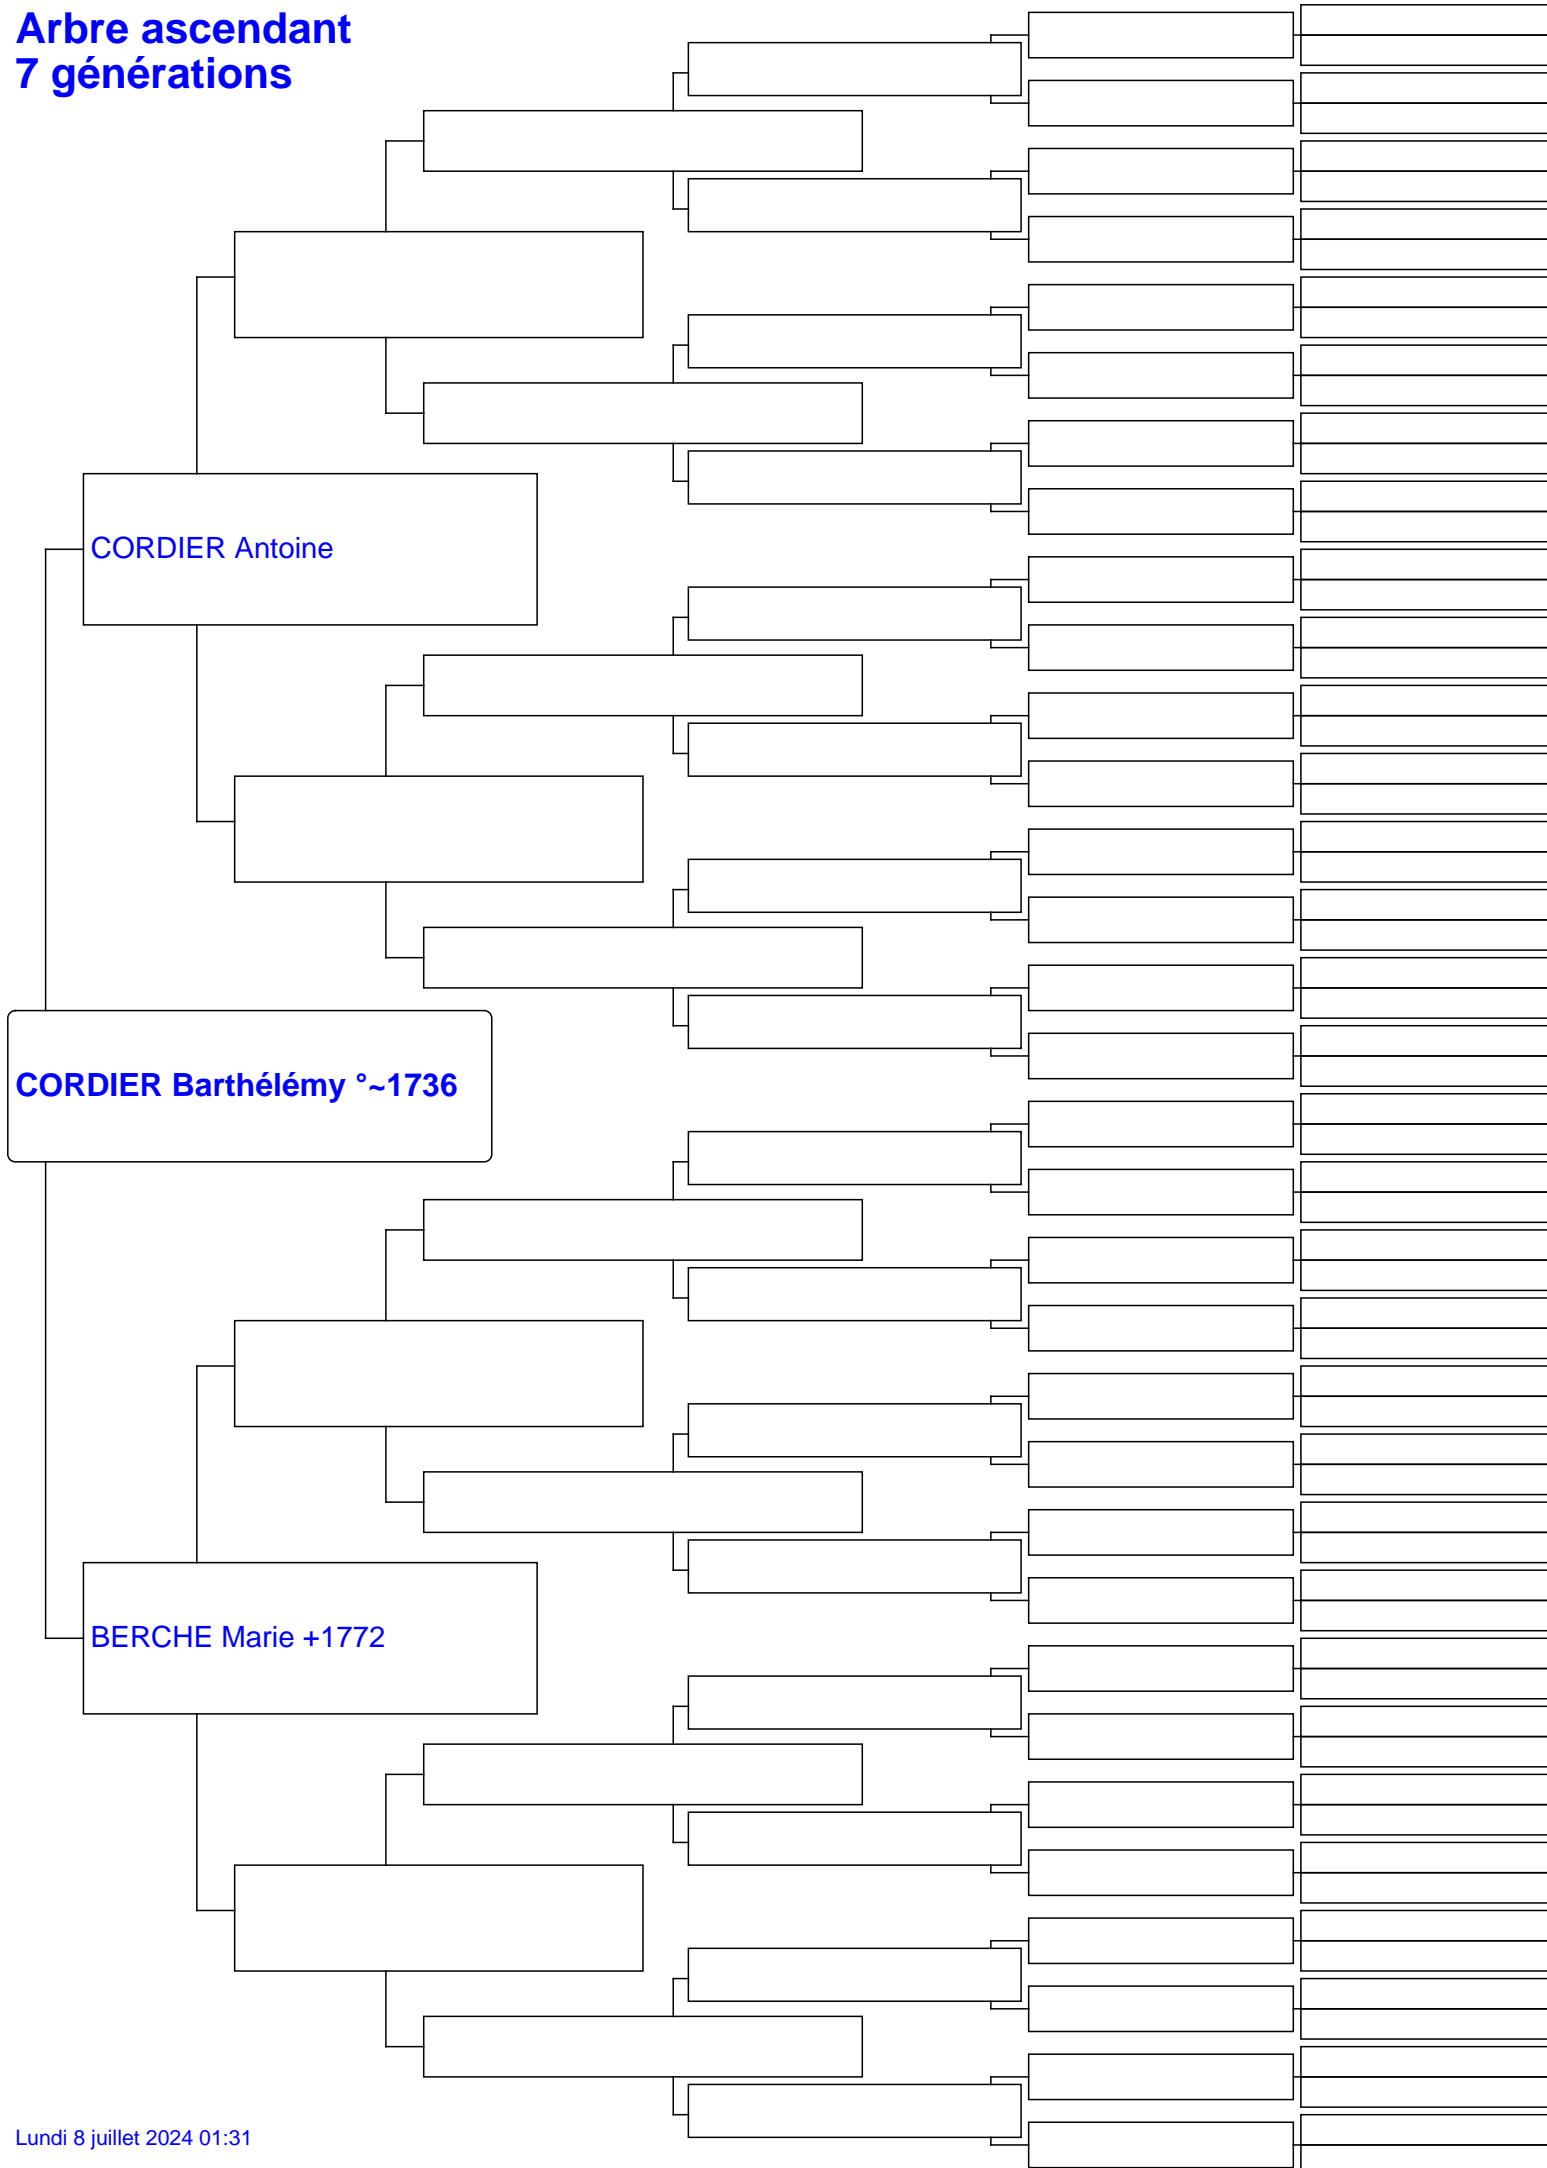 Arbre ascendant
7 générations
CORDIER Antoine
CORDIER Barthélémy °~1736
BERCHE Marie +1772
Lundi 8 juillet 2024 01:31